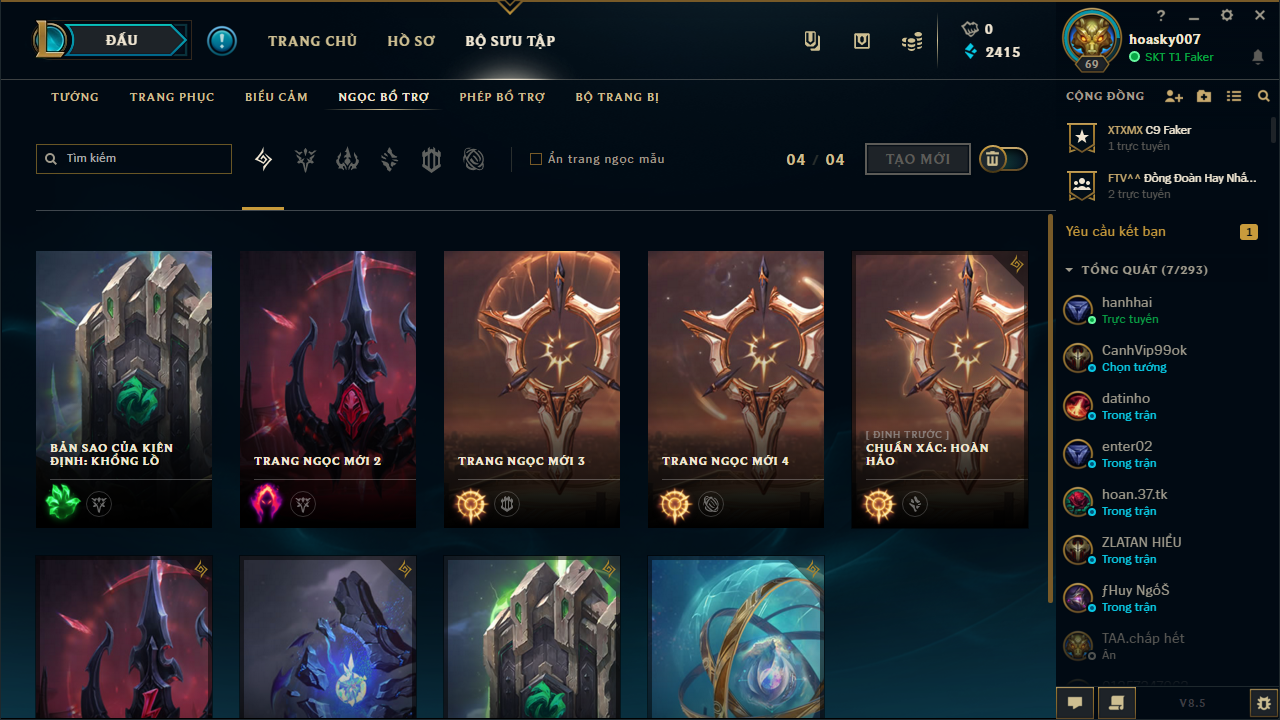 ĐẤU
!
TRANG CHỦ
HỒ SƠ
BỘ SƯU TẬP
0
2415
?
69
hoasky007
SKT T1 Faker
TƯỚNG
TRANG PHỤC
BIỂU CẢM
NGỌC BỔ TRỢ
PHÉP BỔ TRỢ
BỘ TRANG BỊ
Tìm kiếm
Ẩn trang ngọc mẫu
04 / 04
TẠO MỚI
BẢN SAO CỦA KIÊN
ĐỊNH: KHỔNG LỒ
TRANG NGỌC MỚI 2
TRANG NGỌC MỚI 3
TRANG NGỌC MỚI 4
[ ĐỊNH TRƯỚC ]
CHUẨN XÁC: HOÀN
HẢO
CỘNG ĐỒNG
XTXMX C9 Faker
1 trực tuyến
FTV^^ Đồng Đoàn Hay Nhấ...
2 trực tuyến
Yêu cầu kết bạn
1
TỔNG QUÁT (7/293)
hanhhai
Trực tuyến
CanhVip99ok
Chọn tướng
datinho
Trong trận
enter02
Trong trận
hoan.37.tk
Trong trận
ZLATAN HIỂU
Trong trận
ƒHuy NgốŠ
Trong trận
TAA.chấp hết
Ẩn
V8.5